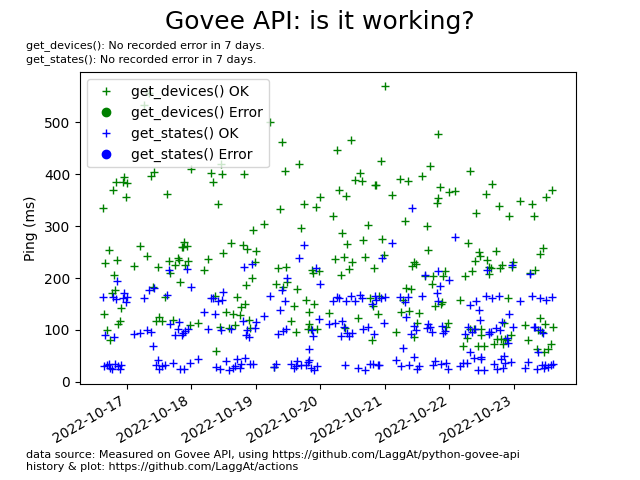 Govee API: is it working?
get_devices(): No recorded error in 7 days.
get_states(): No recorded error in 7 days.
get_devices() OK
get_devices() Error
get_states() OK
get_states() Error
Ping (ms)
500
400
300
200
100
0
2022-10-17
2022-10-18
2022-10-19
2022-10-20
2022-10-21
2022-10-22
2022-10-23
data source: Measured on Govee API, using https://github.com/LaggAt/python-govee-api
history & plot: https://github.com/LaggAt/actions